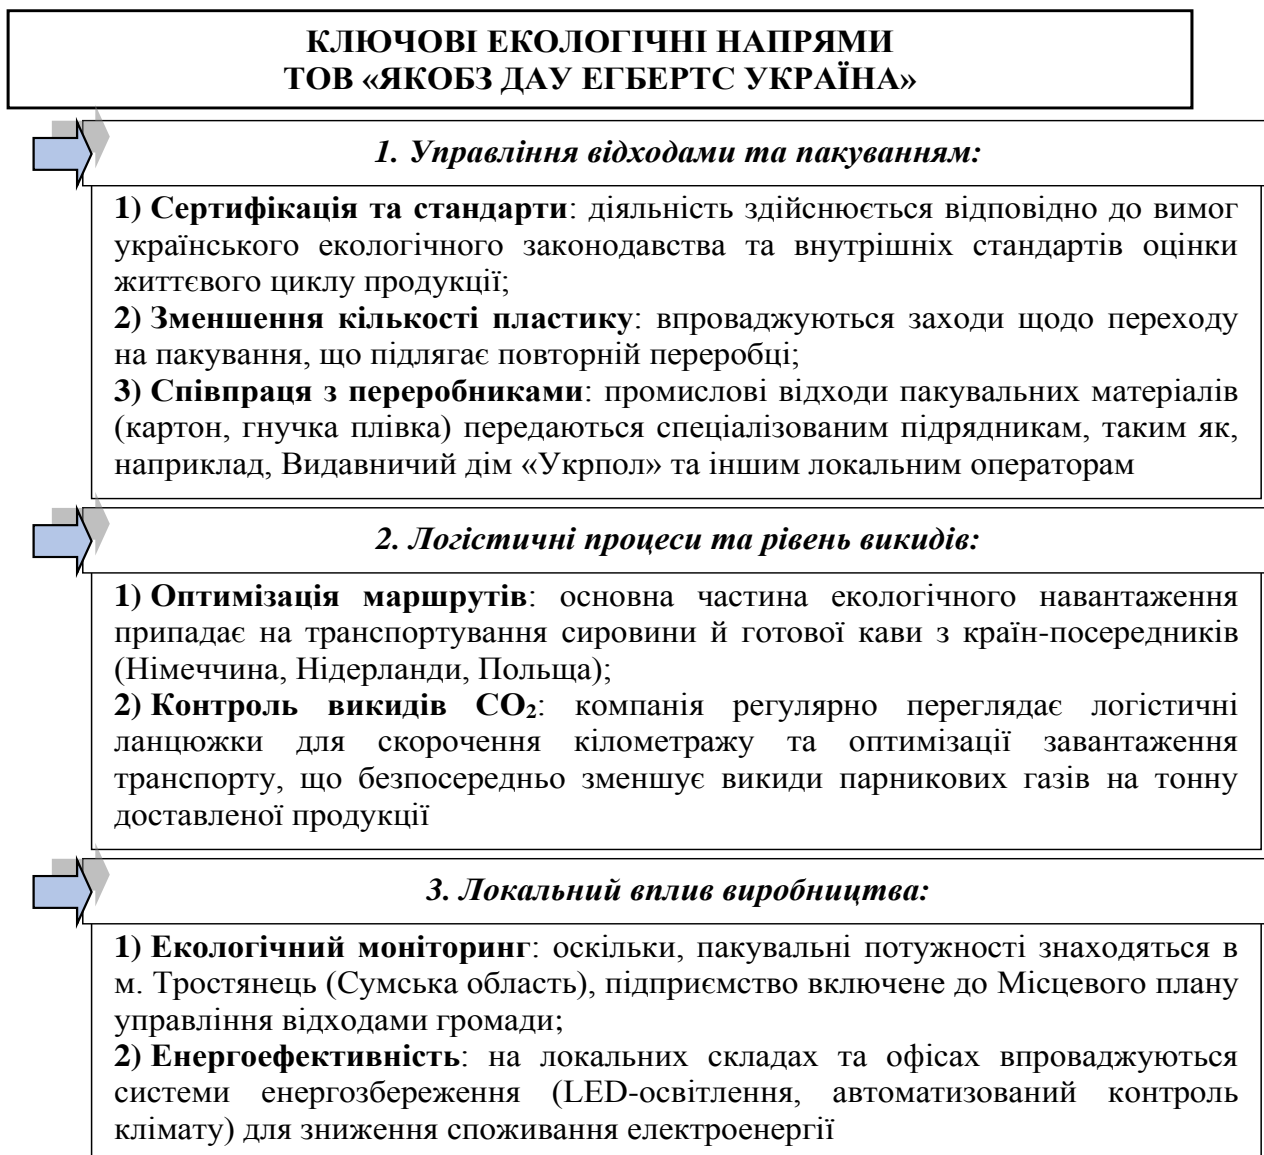 КЛЮЧОВІ ЕКОЛОГІЧНІ НАПРЯМИ
ТОВ «ЯКОБЗ ДАУ ЕГБЕРТС УКРАЇНА»
1. Управління відходами та пакуванням:
1) Сертифікація та стандарти: діяльність здійснюється відповідно до вимог
українського екологічного законодавства та внутрішніх стандартів оцінки
життєвого циклу продукції;
2) Зменшення кількості пластику: впроваджуються заходи щодо переходу
на пакування, що підлягає повторній переробці;
3) Співпраця з переробниками: промислові відходи пакувальних матеріалів
(картон, гнучка плівка) передаються спеціалізованим підрядникам, таким як,
наприклад, Видавничий дім «Укрпол» та іншим локальним операторам
2. Логістичні процеси та рівень викидів:
1) Оптимізація маршрутів: основна частина екологічного навантаження
припадає на транспортування сировини й готової кави з країн-посередників
(Німеччина, Нідерланди, Польща);
2) Контроль викидів CO₂: компанія регулярно переглядає логістичні
ланцюжки для скорочення кілометражу та оптимізації завантаження
транспорту, що безпосередньо зменшує викиди парникових газів на тонну
доставленої продукції
3. Локальний вплив виробництва:
1) Екологічний моніторинг: оскільки, пакувальні потужності знаходяться в
м. Тростянець (Сумська область), підприємство включене до Місцевого плану
управління відходами громади;
2) Енергоефективність: на локальних складах та офісах впроваджуються
системи енергозбереження (LED-освітлення, автоматизований контроль
клімату) для зниження споживання електроенергії